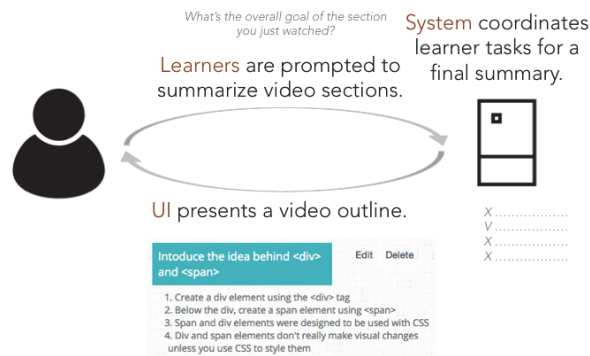 What's the overall goal of the section
you just watched?
System coordinates
learner tasks for a
final summary.
Learners are prompted to
summarize video sections.
UI presents a video outline.
X ..................
V ..................
X ..................
X ..................
Intoduce the idea behind <div>
and <span>
Edit Delete
1. Create a div element using the <div> tag
2. Below the div, create a span element using <span>
3. Span and div elements were designed to be used with CSS
4. Div and span elements don't really make visual changes
unless you use CSS to style them